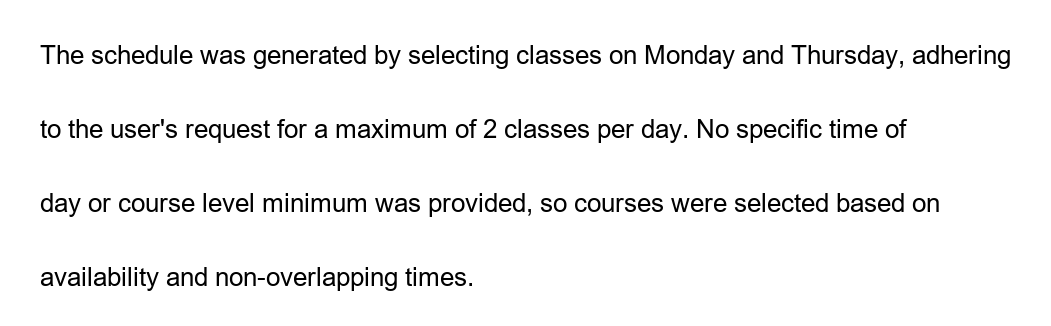 The schedule was generated by selecting classes on Monday and Thursday, adhering
to the user's request for a maximum of 2 classes per day. No specific time of
day or course level minimum was provided, so courses were selected based on
availability and non-overlapping times.